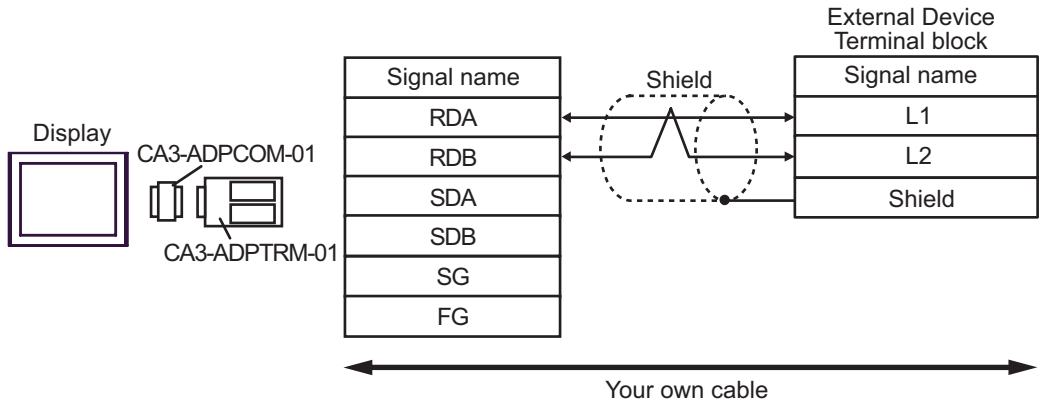 External Device
Terminal block
Signal name
Shield
Signal name
RDA
L1
Display
CA3-ADPCOM-01
RDB
L2
SDA
Shield
SDB
CA3-ADPTRM-01
SG
FG
Your own cable